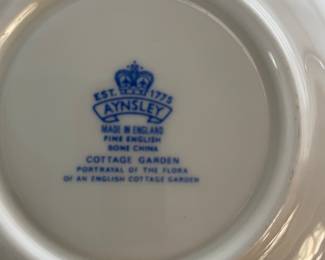 EST. 1775
AYNSLEY
MADE IN ENGLAND
FINE ENGLISH
BONE CHINA
COTTAGE GARDEN
PORTRAYAL OF THE FLORA
OF AN ENGLISH COTTAGE GARDEN